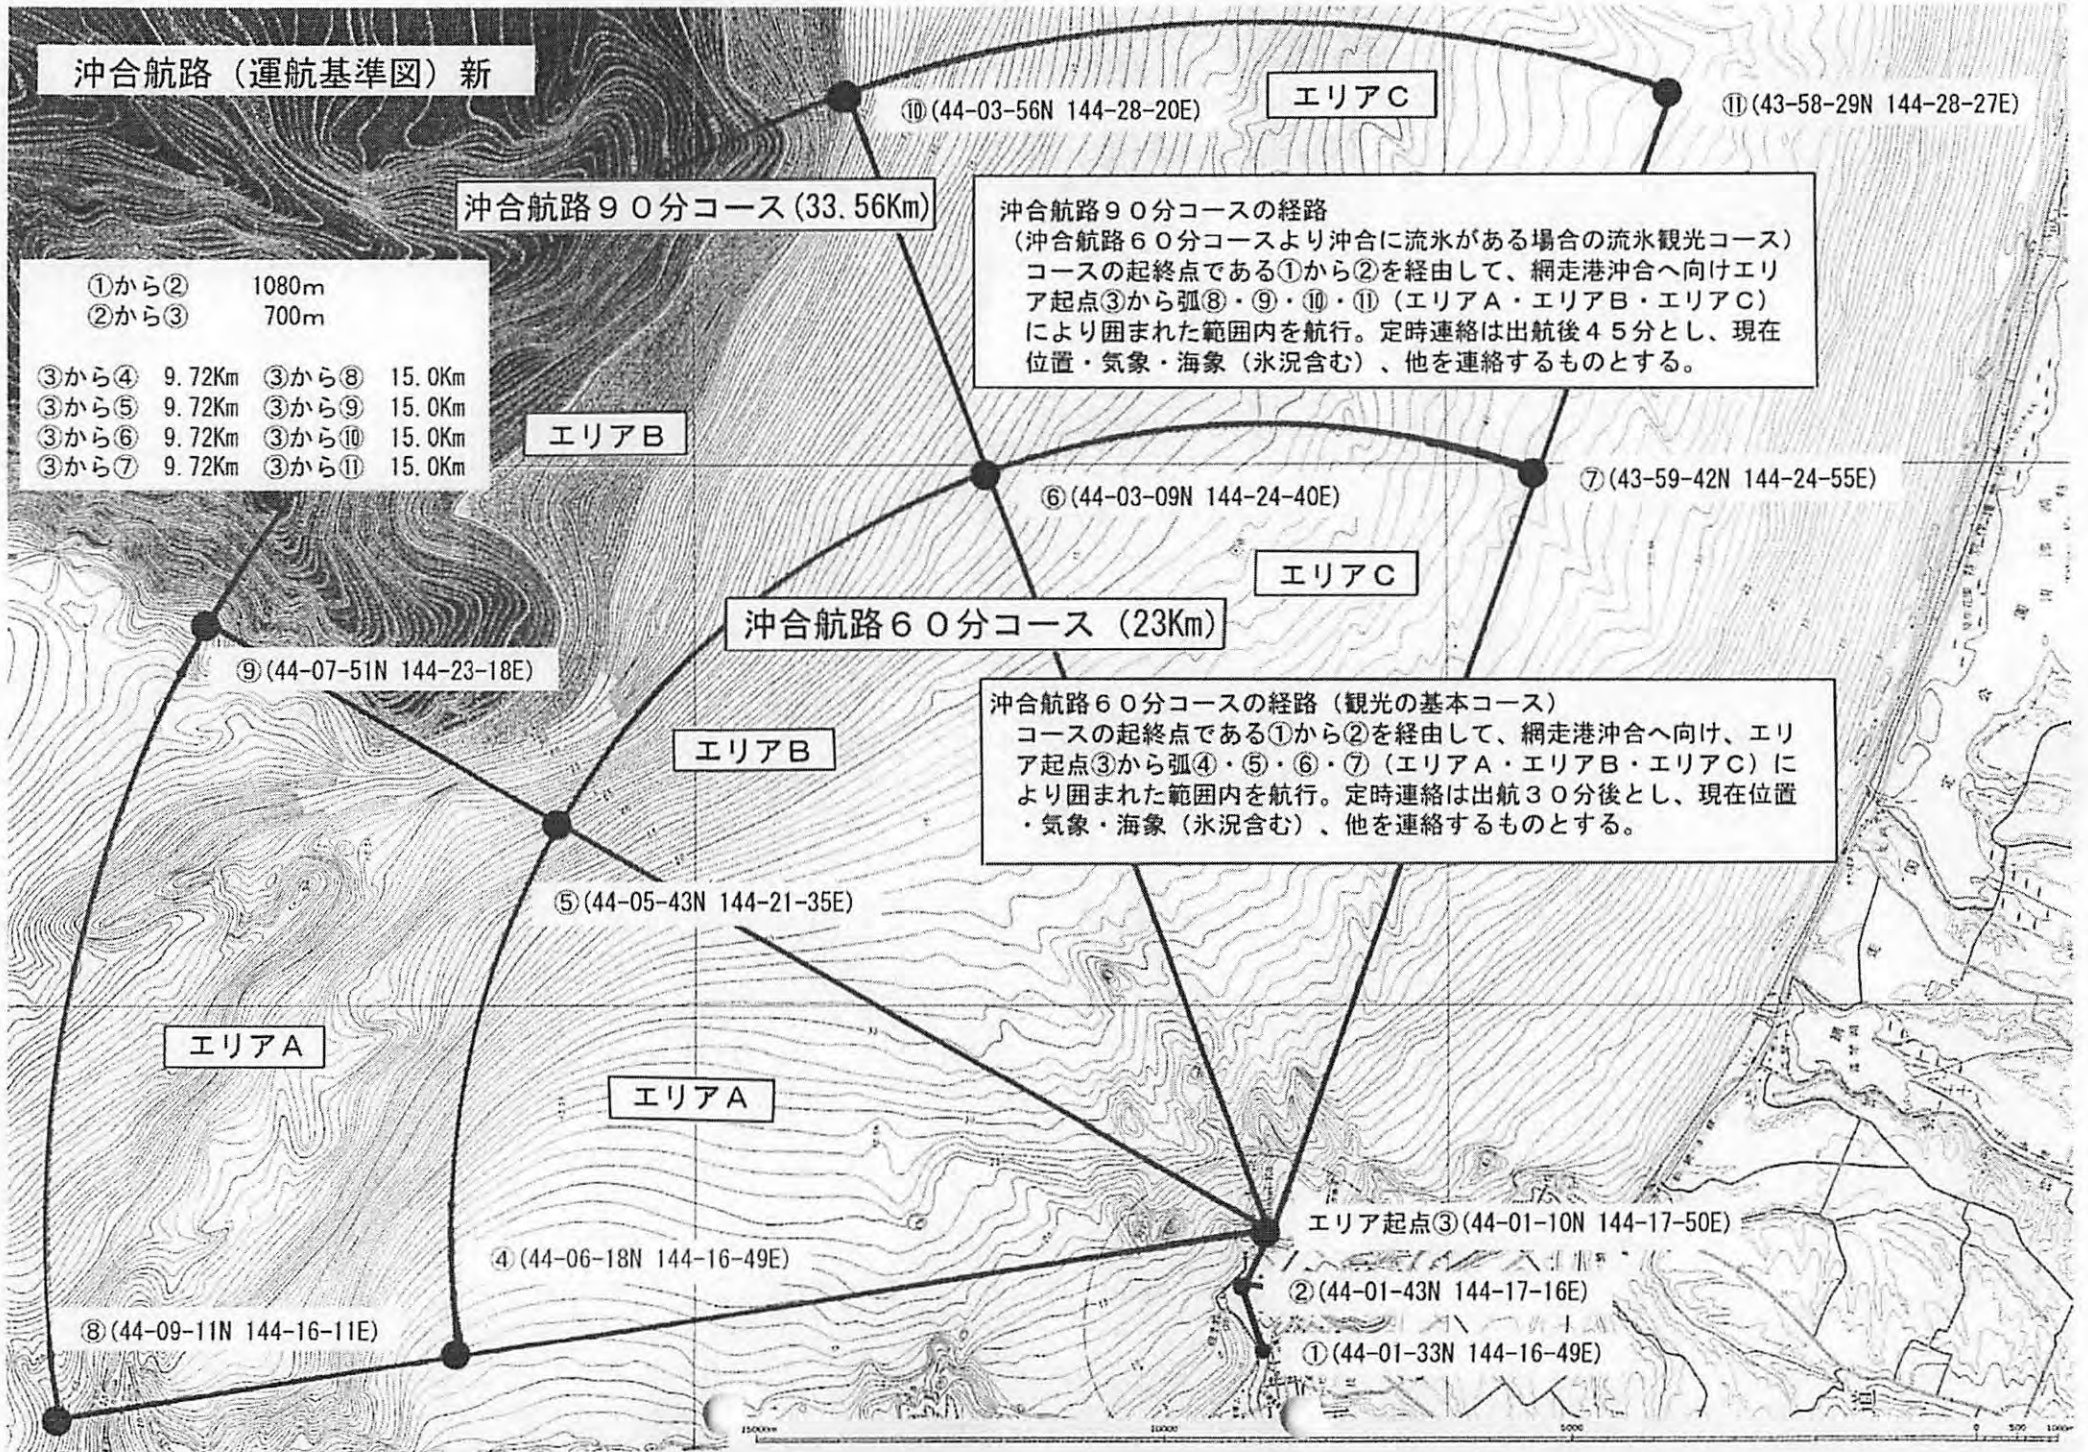 沖合航路（運航基準図）新
⑩(44-03-56N 144-28-20E)
エリアＣ
⑪(43-58-29N 144-28-27E)
沖合航路９０分コース(33.56Km)
沖合航路９０分コースの経路
（沖合航路６０分コースより沖合に流氷がある場合の流氷観光コース）
コースの起終点である①から②を経由して、網走港沖合へ向けエリ
ア起点③から弧⑧・⑨・⑩・⑪（エリアＡ・エリアＢ・エリアＣ）
により囲まれた範囲内を航行。定時連絡は出航後４５分とし、現在
位置・気象・海象（氷況含む）、他を連絡するものとする。
①から② 1080m
②から③ 700m
③から④ 9.72Km ③から⑧ 15.0Km
③から⑤ 9.72Km ③から⑨ 15.0Km
③から⑥ 9.72Km ③から⑩ 15.0Km
③から⑦ 9.72Km ③から⑪ 15.0Km
エリアＢ
⑥(44-03-09N 144-24-40E)
⑦(43-59-42N 144-24-55E)
エリアＣ
沖合航路６０分コース (23Km)
⑨(44-07-51N 144-23-18E)
沖合航路６０分コースの経路（観光の基本コース）
コースの起終点である①から②を経由して、網走港沖合へ向け、エリ
ア起点③から弧④・⑤・⑥・⑦（エリアＡ・エリアＢ・エリアＣ）に
より囲まれた範囲内を航行。定時連絡は出航３０分後とし、現在位置
・気象・海象（氷況含む）、他を連絡するものとする。
エリアＢ
⑤(44-05-43N 144-21-35E)
エリアＡ
エリアＡ
エリア起点③(44-01-10N 144-17-50E)
④(44-06-18N 144-16-49E)
②(44-01-43N 144-17-16E)
⑧(44-09-11N 144-16-11E)
①(44-01-33N 144-16-49E)
15000m 10000 5000 0 500 1000m